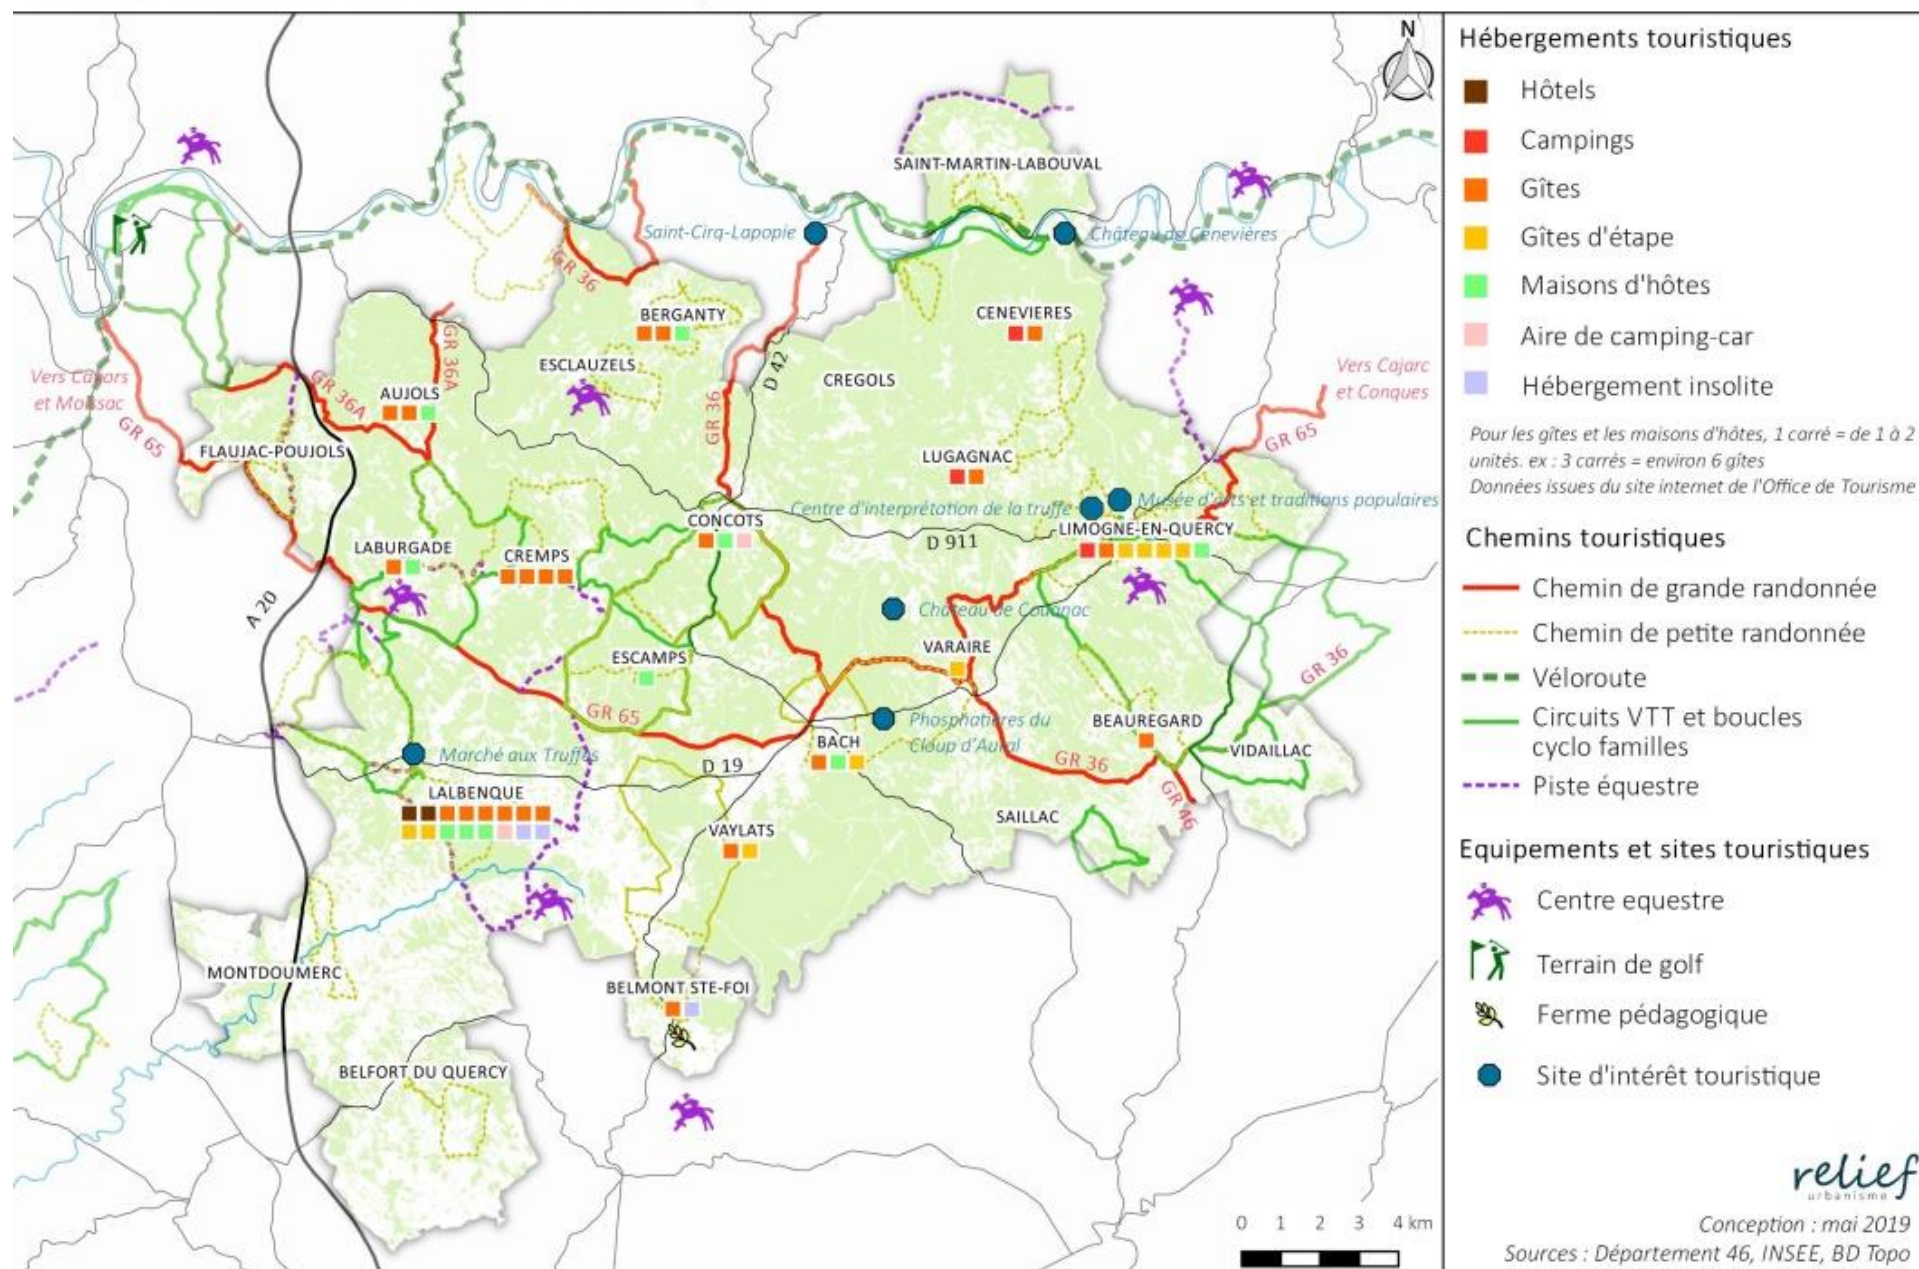 N
SAINT-MARTIN-LABOUVAL
Saint-Cirq-Lapopie
Château de Cenevières
GR 36
BERGANTY
CENEVIERES
GR 36A
ESCLAUZELS
D 42
CREGOLS
Vers Cajarc
et Conques
Vers Cahors
et Moissac
AUJOLS
GR 36A
GR 36
GR 65
GR 65
FLAUJAC-POUJOLS
LUGAGNAC
Centre d'interprétation de la truffe
Musée d'arts et traditions populaires
CONCOTS
LIMOGNE-EN-QUERCY
D 911
LABURGADE
CREMPS
A 20
Château de Couanac
ESCAMPS
VARAIRE
GR 36
GR 65
Phosphatières du
Cloup d'Aural
BEAUREGARD
BACH
VIDAILLAC
Marché aux Truffes
D 19
GR 36
LALBENQUE
GR 46
VAYLATS
SAILLAC
MONTDOUMERC
BELMONT STE-FOI
BELFORT DU QUERCY
0 1 2 3 4 km
Hébergements touristiques
Hôtels
Campings
Gîtes
Gîtes d'étape
Maisons d'hôtes
Aire de camping-car
Hébergement insolite
Pour les gîtes et les maisons d'hôtes, 1 carré = de 1 à 2
unités. ex : 3 carrés = environ 6 gîtes
Données issues du site internet de l'Office de Tourisme
Chemins touristiques
Chemin de grande randonnée
Chemin de petite randonnée
Véloroute
Circuits VTT et boucles
cyclo familles
Piste équestre
Equipements et sites touristiques
Centre equestre
Terrain de golf
Ferme pédagogique
Site d'intérêt touristique
relief
urbanisme
Conception : mai 2019
Sources : Département 46, INSEE, BD Topo